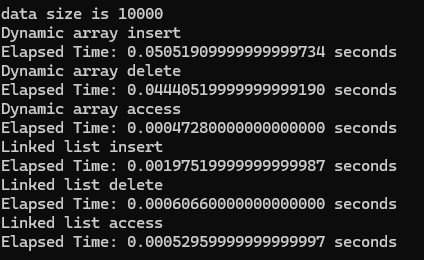 data size is 10000
Dynamic array insert
Elapsed Time: 0.05051909999999999734 seconds
Dynamic array delete
Elapsed Time: 0.04440519999999999190 seconds
Dynamic array access
Elapsed Time: 0.00047280000000000000 seconds
Linked list insert
Elapsed Time: 0.00197519999999999987 seconds
Linked list delete
Elapsed Time: 0.00060660000000000000 seconds
Linked list access
Elapsed Time: 0.00052959999999999997 seconds